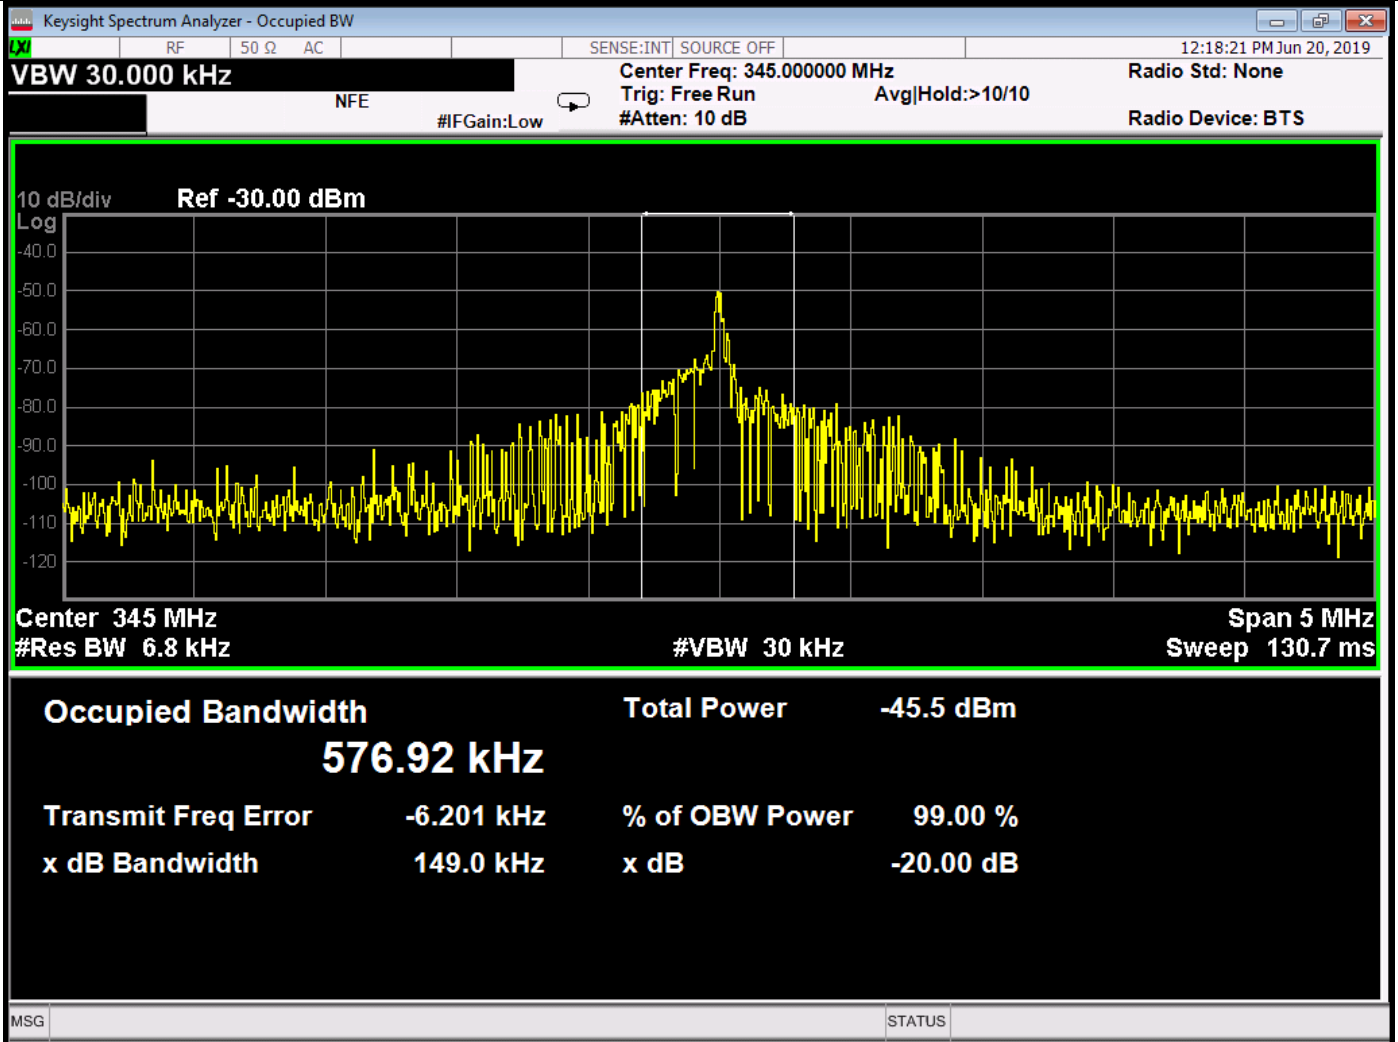 Keysight Spectrum Analyzer - Occupied BW
LXI RF 50 Ω AC SENSE:INT SOURCE OFF 12:18:21 PM Jun 20, 2019
VBW 30.000 kHz Center Freq: 345.000000 MHz Radio Std: None
NFE Trig: Free Run Avg|Hold:>10/10
#IFGain:Low #Atten: 10 dB Radio Device: BTS
10 dB/div Ref -30.00 dBm
Log
-40.0
-50.0
-60.0
-70.0
-80.0
-90.0
-100
-110
-120
Center 345 MHz Span 5 MHz
#Res BW 6.8 kHz #VBW 30 kHz Sweep 130.7 ms
Occupied Bandwidth Total Power -45.5 dBm
576.92 kHz
Transmit Freq Error -6.201 kHz % of OBW Power 99.00 %
x dB Bandwidth 149.0 kHz x dB -20.00 dB
MSG STATUS